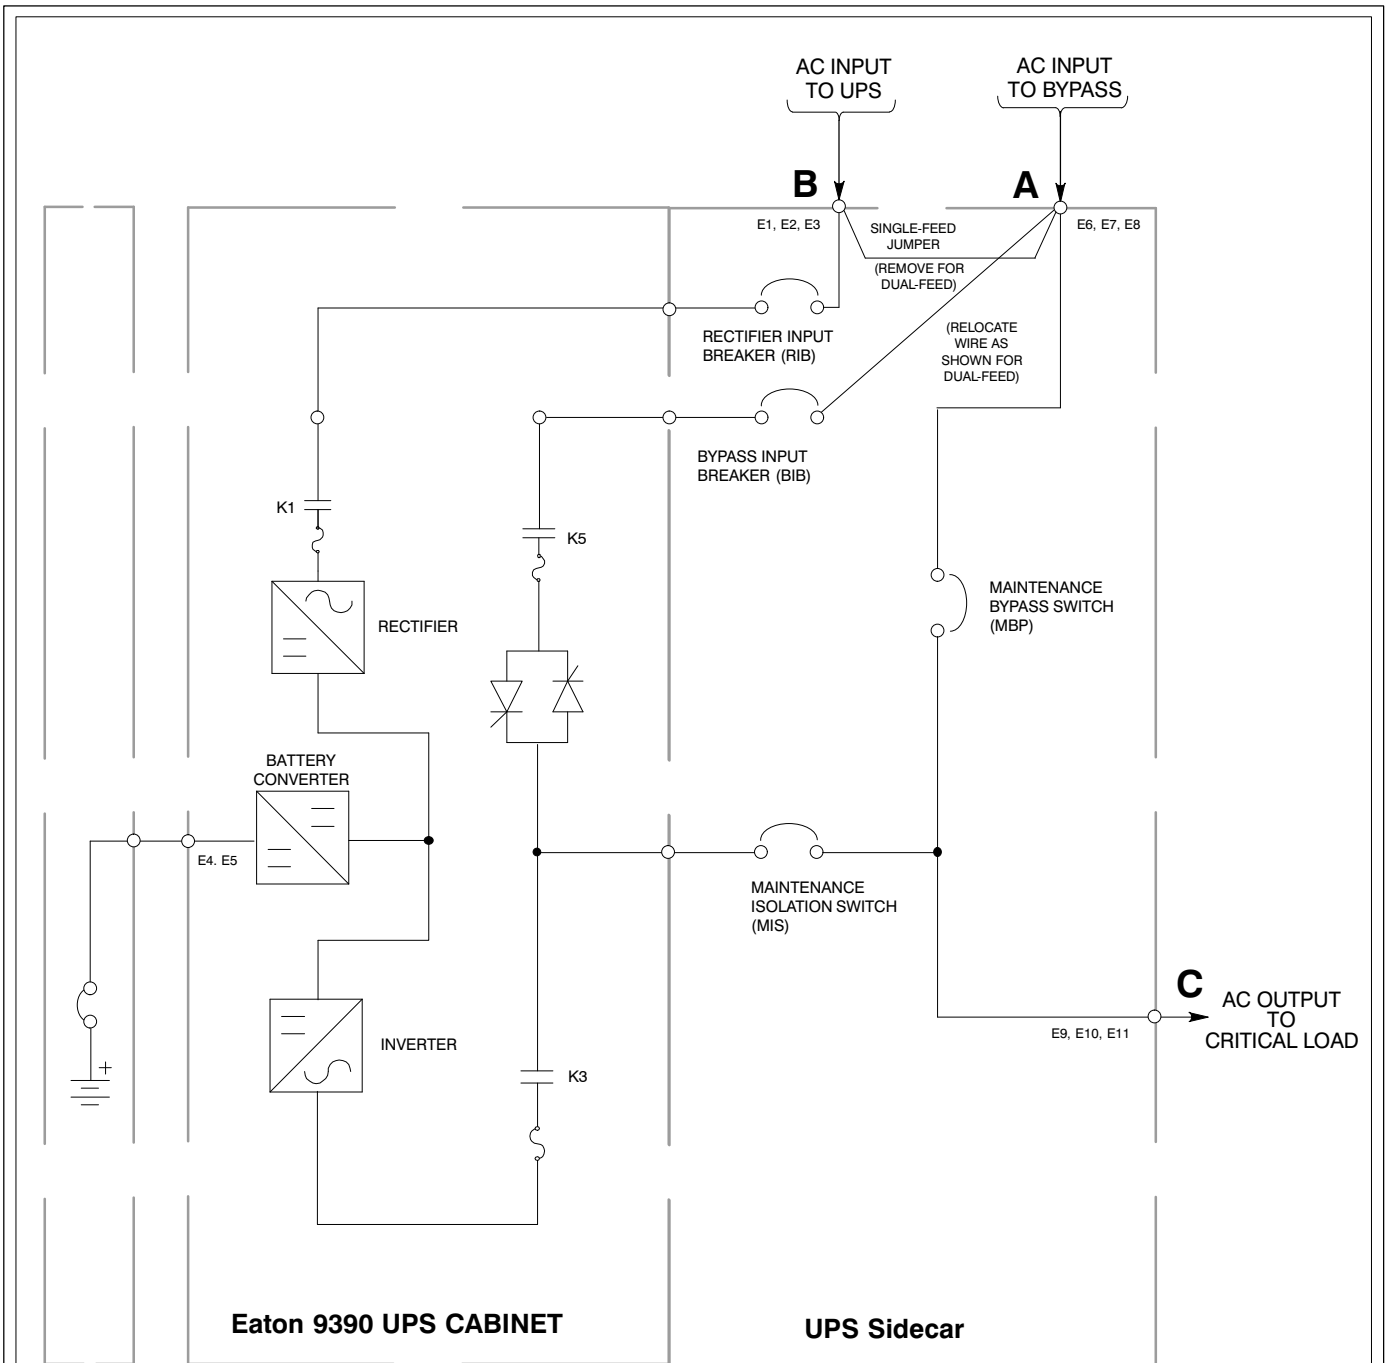 AC INPUT
TO UPS
AC INPUT
TO BYPASS
B
A
E1, E2, E3
SINGLE-FEED
JUMPER
E6, E7, E8
(REMOVE FOR
DUAL-FEED)
RECTIFIER INPUT
BREAKER (RIB)
(RELOCATE
WIRE AS
SHOWN FOR
DUAL-FEED)
BYPASS INPUT
BREAKER (BIB)
K1
K5
MAINTENANCE
BYPASS SWITCH
(MBP)
RECTIFIER
BATTERY
CONVERTER
E4. E5
MAINTENANCE
ISOLATION SWITCH
(MIS)
C
AC OUTPUT
TO
CRITICAL LOAD
E9, E10, E11
INVERTER
+
K3
Eaton 9390 UPS CABINET
UPS Sidecar